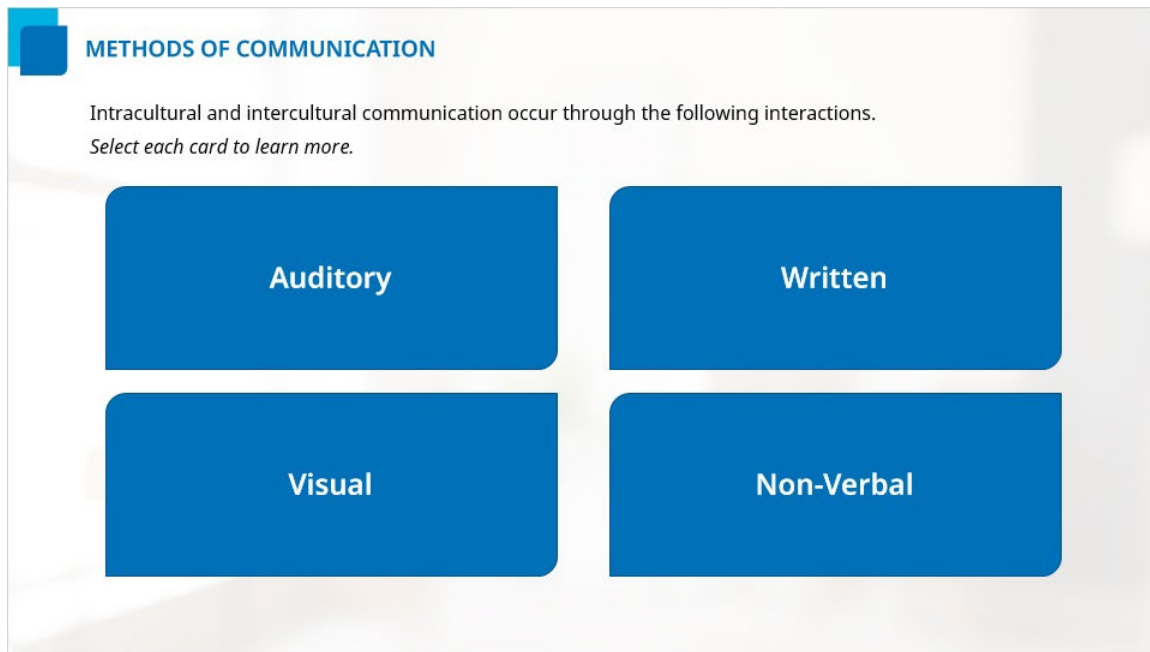 METHODS OF COMMUNICATION
Intracultural and intercultural communication occur through the following interactions.
Select each card to learn more.
Auditory
Written
Visual
Non-Verbal